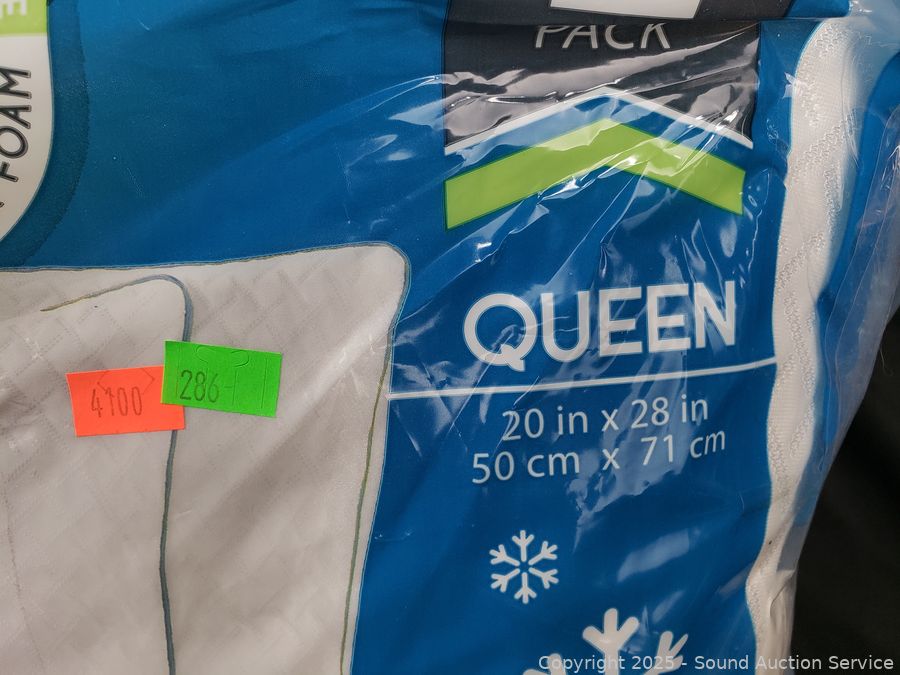 E
FOAM
PACK
QUEEN
20 in x 28 in
50 cm x 71 cm
4100
286
Copyright 2025 - Sound Auction Service